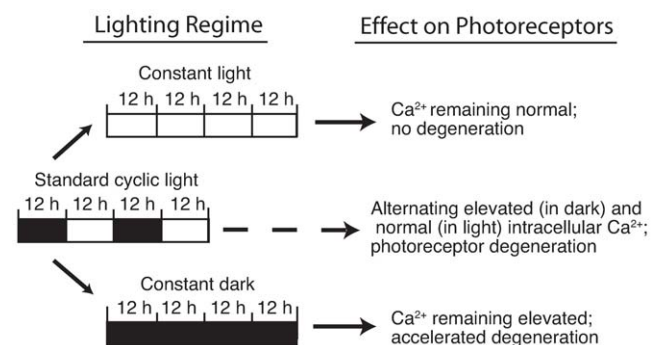 Lighting Regime
Effect on Photoreceptors
Constant light
12 h 12 h 12 h 12 h
Ca²⁺ remaining normal;
no degeneration
Standard cyclic light
12 h 12 h 12 h 12 h
Alternating elevated (in dark) and
normal (in light) intracellular Ca²⁺;
photoreceptor degeneration
Constant dark
12 h 12 h 12 h 12 h
Ca²⁺ remaining elevated;
accelerated degeneration